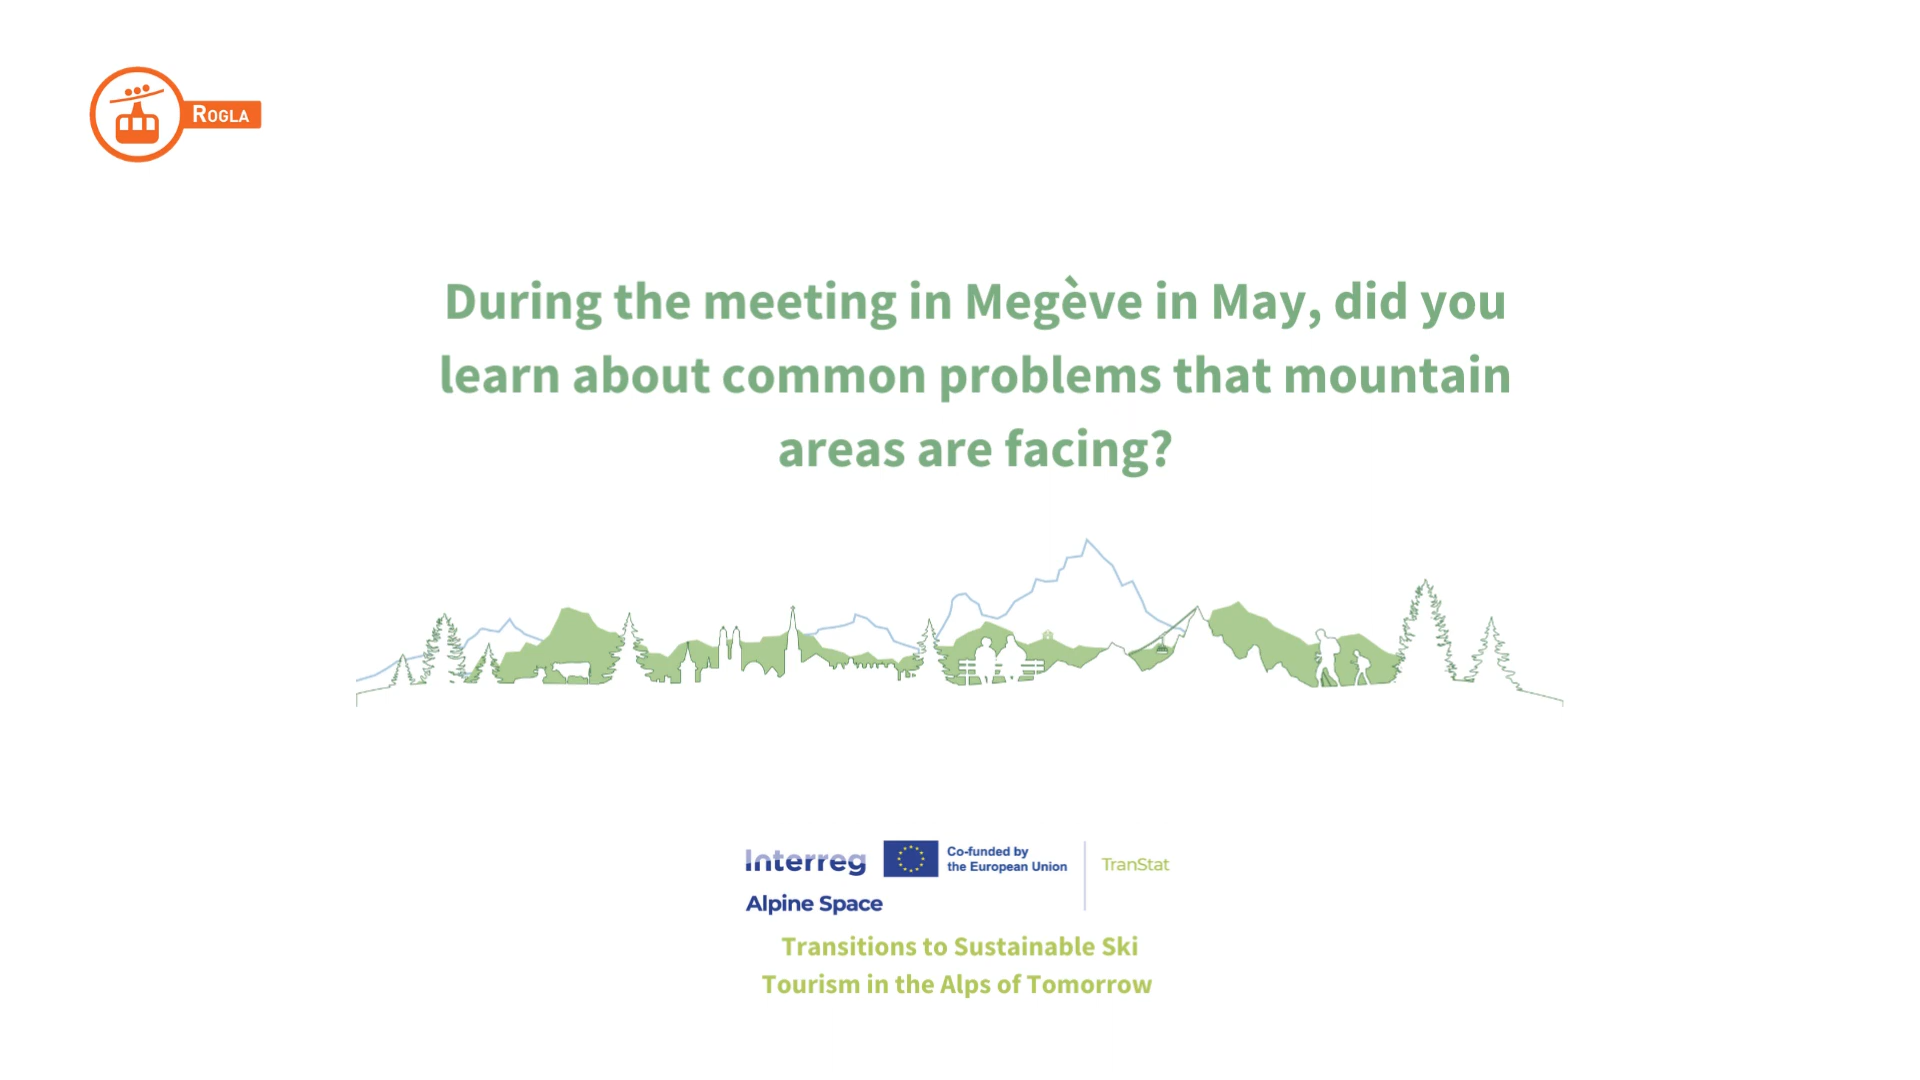 ROGLA
During the meeting in Megève in May, did you
learn about common problems that mountain
areas are facing?
Interreg
Co-funded by
the European Union
TranStat
Alpine Space
Transitions to Sustainable Ski
Tourism in the Alps of Tomorrow